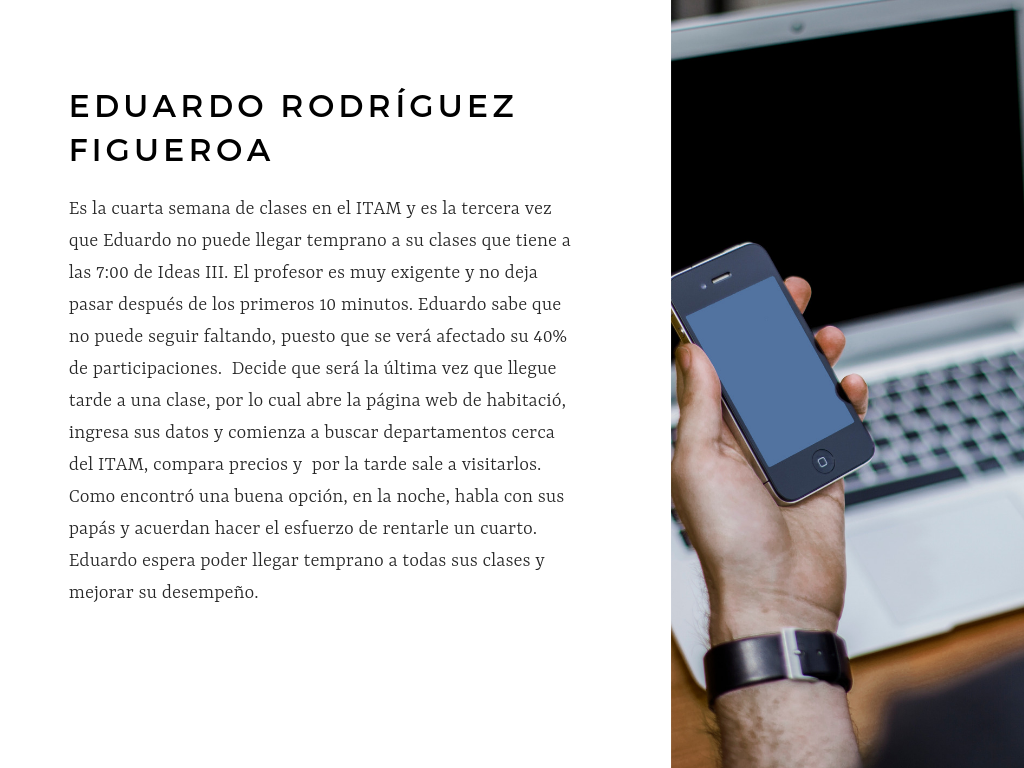 EDUARDO RODRÍGUEZ
FIGUEROA
Es la cuarta semana de clases en el ITAM y es la tercera vez
que Eduardo no puede llegar temprano a su clases que tiene a
las 7:00 de Ideas III. El profesor es muy exigente y no deja
pasar después de los primeros 10 minutos. Eduardo sabe que
no puede seguir faltando, puesto que se verá afectado su 40%
de participaciones.  Decide que será la última vez que llegue
tarde a una clase, por lo cual abre la página web de habitació,
ingresa sus datos y comienza a buscar departamentos cerca
del ITAM, compara precios y  por la tarde sale a visitarlos.
Como encontró una buena opción, en la noche, habla con sus
papás y acuerdan hacer el esfuerzo de rentarle un cuarto.
Eduardo espera poder llegar temprano a todas sus clases y
mejorar su desempeño.